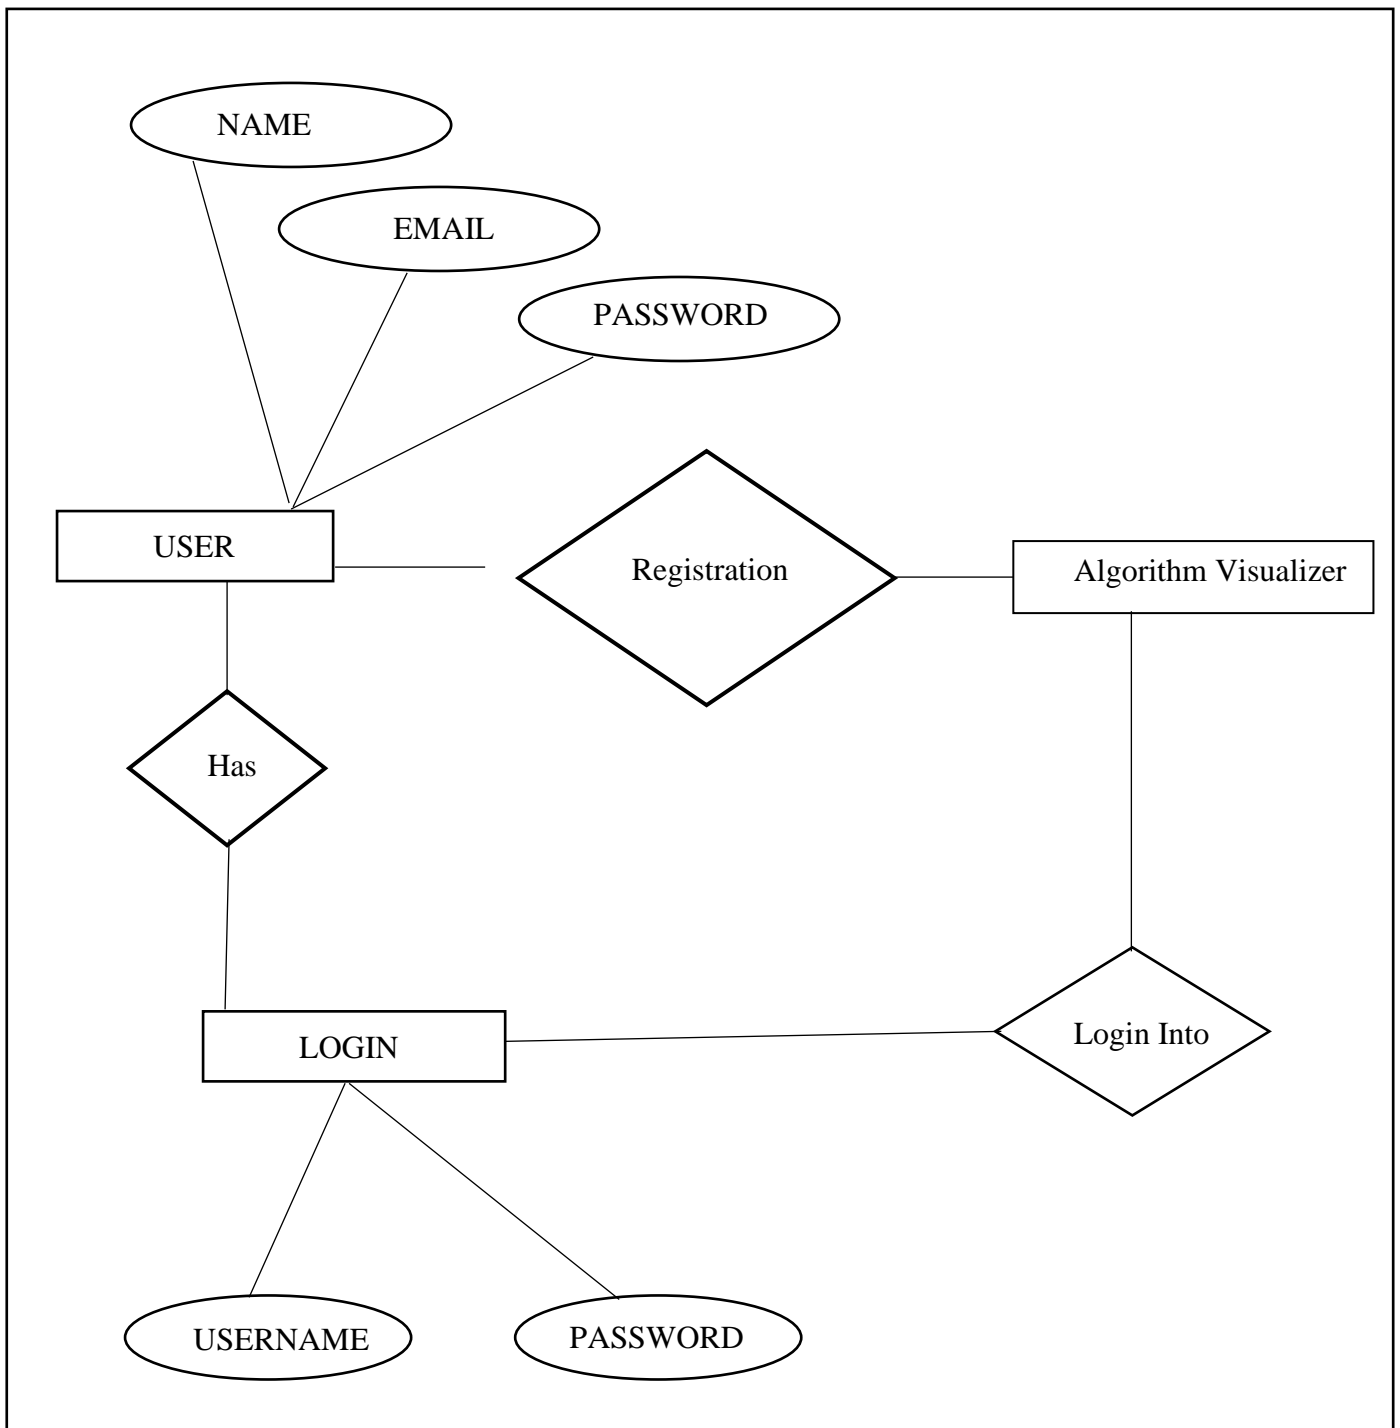 NAME
EMAIL
PASSWORD
USER
Registration
Algorithm Visualizer
Has
LOGIN
Login Into
USERNAME
PASSWORD